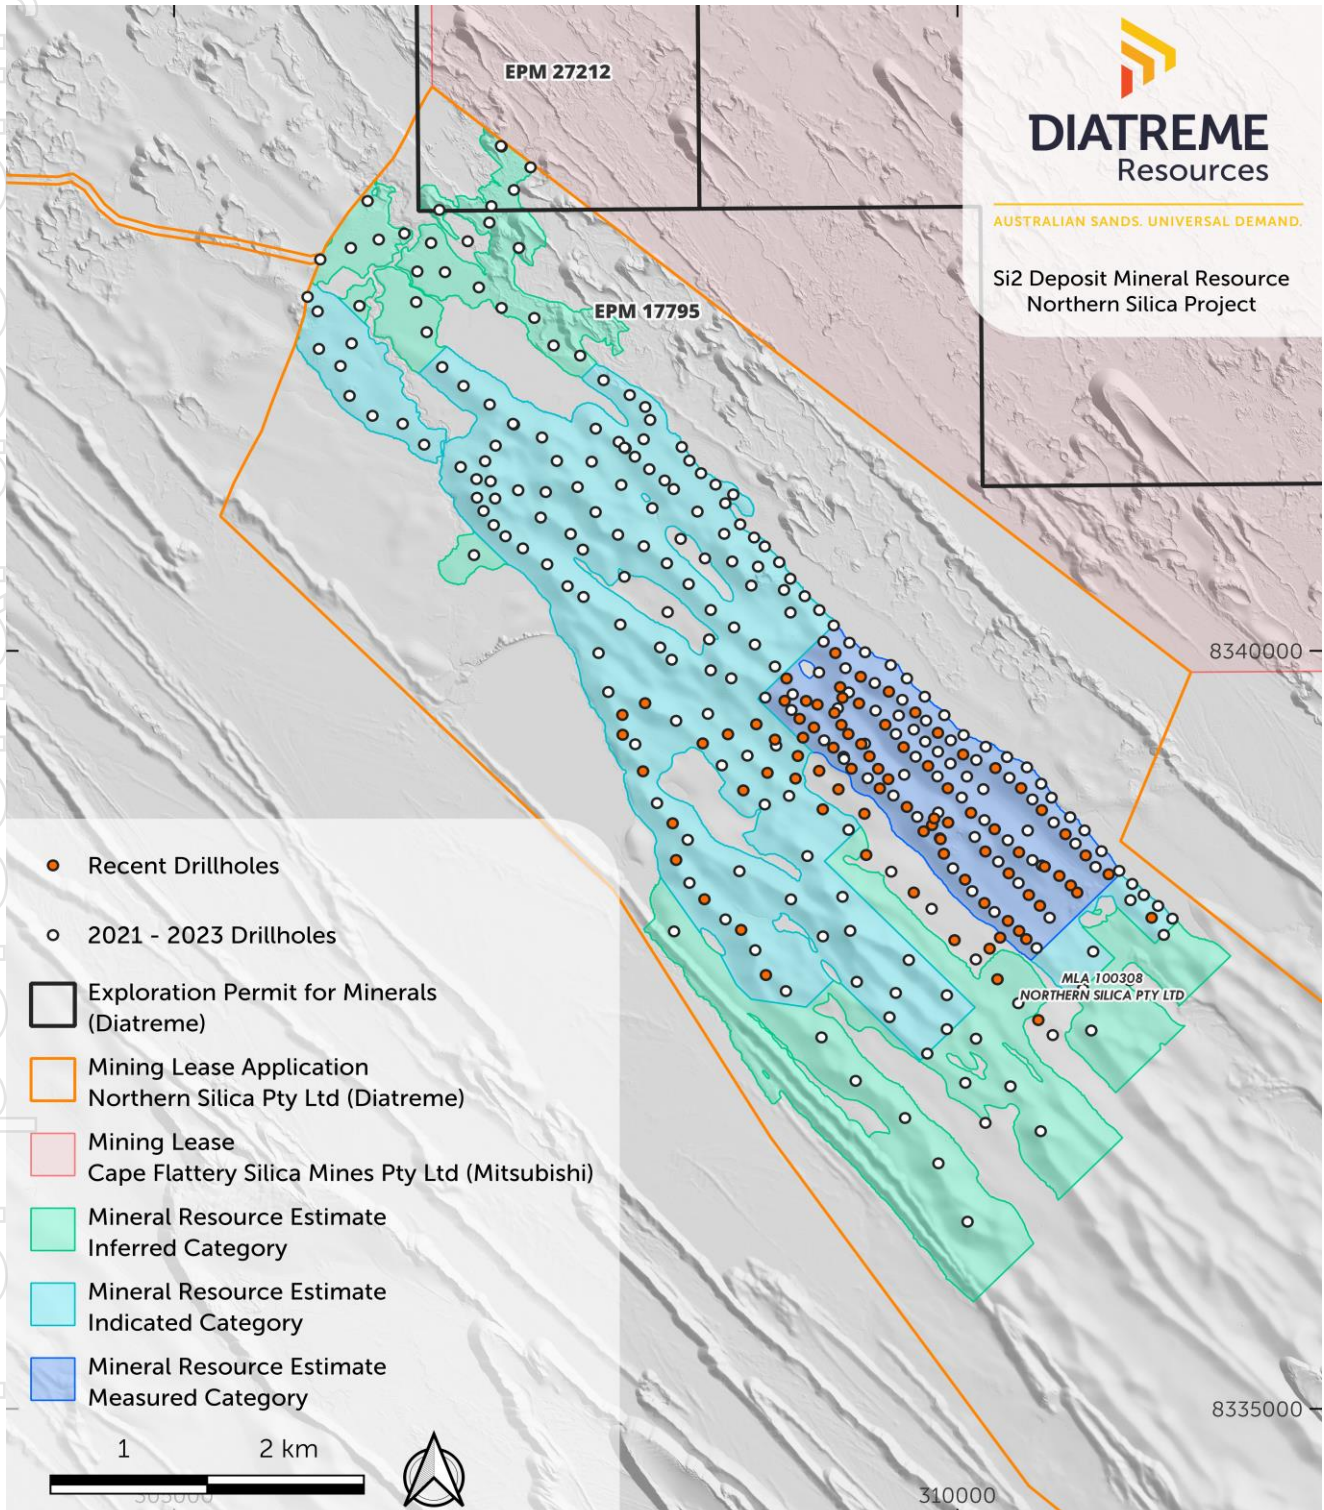 EPM 27212
DIATREME
Resources
AUSTRALIAN SANDS. UNIVERSAL DEMAND.
Si2 Deposit Mineral Resource
Northern Silica Project
EPM 17795
8340000
Recent Drillholes
2021 - 2023 Drillholes
Exploration Permit for Minerals
(Diatreme)
Mining Lease Application
Northern Silica Pty Ltd (Diatreme)
Mining Lease
Cape Flattery Silica Mines Pty Ltd (Mitsubishi)
Mineral Resource Estimate
Inferred Category
Mineral Resource Estimate
Indicated Category
Mineral Resource Estimate
Measured Category
MLA 100308
NORTHERN SILICA PTY LTD
8335000
1 2 km
305000
310000